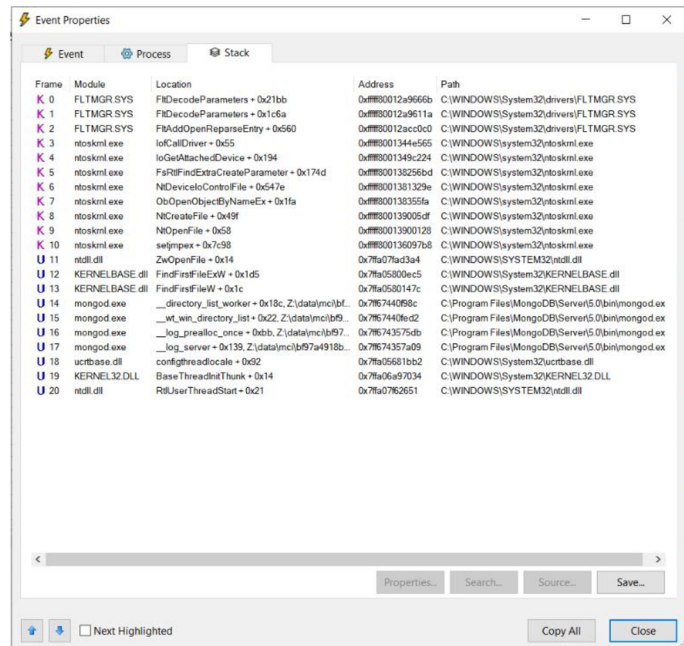 Event Properties
Event Process Stack
Frame Module Location Address Path
K 0 FLTMGR.SYS FltDecodeParameters + 0x21bb 0xfffff80012a9666b C:\WINDOWS\System32\drivers\FLTMGR.SYS
K 1 FLTMGR.SYS FltDecodeParameters + 0x1c6a 0xfffff80012a9611a C:\WINDOWS\System32\drivers\FLTMGR.SYS
K 2 FLTMGR.SYS FltAddOpenReparseEntry + 0x560 0xfffff80012acc0c0 C:\WINDOWS\System32\drivers\FLTMGR.SYS
K 3 ntoskrnl.exe IofCallDriver + 0x55 0xfffff8001344e565 C:\WINDOWS\system32\ntoskrnl.exe
K 4 ntoskrnl.exe IoGetAttachedDevice + 0x194 0xfffff8001349c224 C:\WINDOWS\system32\ntoskrnl.exe
K 5 ntoskrnl.exe FsRtlFindExtraCreateParameter + 0x174d 0xfffff800138256bd C:\WINDOWS\system32\ntoskrnl.exe
K 6 ntoskrnl.exe NtDeviceIoControlFile + 0x547e 0xfffff8001381329e C:\WINDOWS\system32\ntoskrnl.exe
K 7 ntoskrnl.exe ObOpenObjectByNameEx + 0x1fa 0xfffff800138355fa C:\WINDOWS\system32\ntoskrnl.exe
K 8 ntoskrnl.exe NtCreateFile + 0x49f 0xfffff800139005df C:\WINDOWS\system32\ntoskrnl.exe
K 9 ntoskrnl.exe NtOpenFile + 0x58 0xfffff80013900128 C:\WINDOWS\system32\ntoskrnl.exe
K 10 ntoskrnl.exe setjmpex + 0x7c98 0xfffff800136097b8 C:\WINDOWS\system32\ntoskrnl.exe
U 11 ntdll.dll ZwOpenFile + 0x14 0x7ffa07fad3a4 C:\WINDOWS\SYSTEM32\ntdll.dll
U 12 KERNELBASE.dll FindFirstFileExW + 0x1d5 0x7ffa05800ec5 C:\WINDOWS\System32\KERNELBASE.dll
U 13 KERNELBASE.dll FindFirstFileW + 0x1c 0x7ffa0580147c C:\WINDOWS\System32\KERNELBASE.dll
U 14 mongod.exe __directory_list_worker + 0x18c, Z:\data\mci\bf... 0x7ff67440f98c C:\Program Files\MongoDB\Server\5.0\bin\mongod.ex
U 15 mongod.exe __wt_win_directory_list + 0x22, Z:\data\mci\bf9... 0x7ff67440fed2 C:\Program Files\MongoDB\Server\5.0\bin\mongod.ex
U 16 mongod.exe __log_prealloc_once + 0xbb, Z:\data\mci\bf97... 0x7ff6743575db C:\Program Files\MongoDB\Server\5.0\bin\mongod.ex
U 17 mongod.exe __log_server + 0x139, Z:\data\mci\bf97a4918b... 0x7ff674357a09 C:\Program Files\MongoDB\Server\5.0\bin\mongod.ex
U 18 ucrtbase.dll configthreadlocale + 0x92 0x7ffa05681bb2 C:\WINDOWS\System32\ucrtbase.dll
U 19 KERNEL32.DLL BaseThreadInitThunk + 0x14 0x7ffa06a97034 C:\WINDOWS\System32\KERNEL32.DLL
U 20 ntdll.dll RtlUserThreadStart + 0x21 0x7ffa07f62651 C:\WINDOWS\SYSTEM32\ntdll.dll
Properties... Search... Source... Save...
Next Highlighted Copy All Close